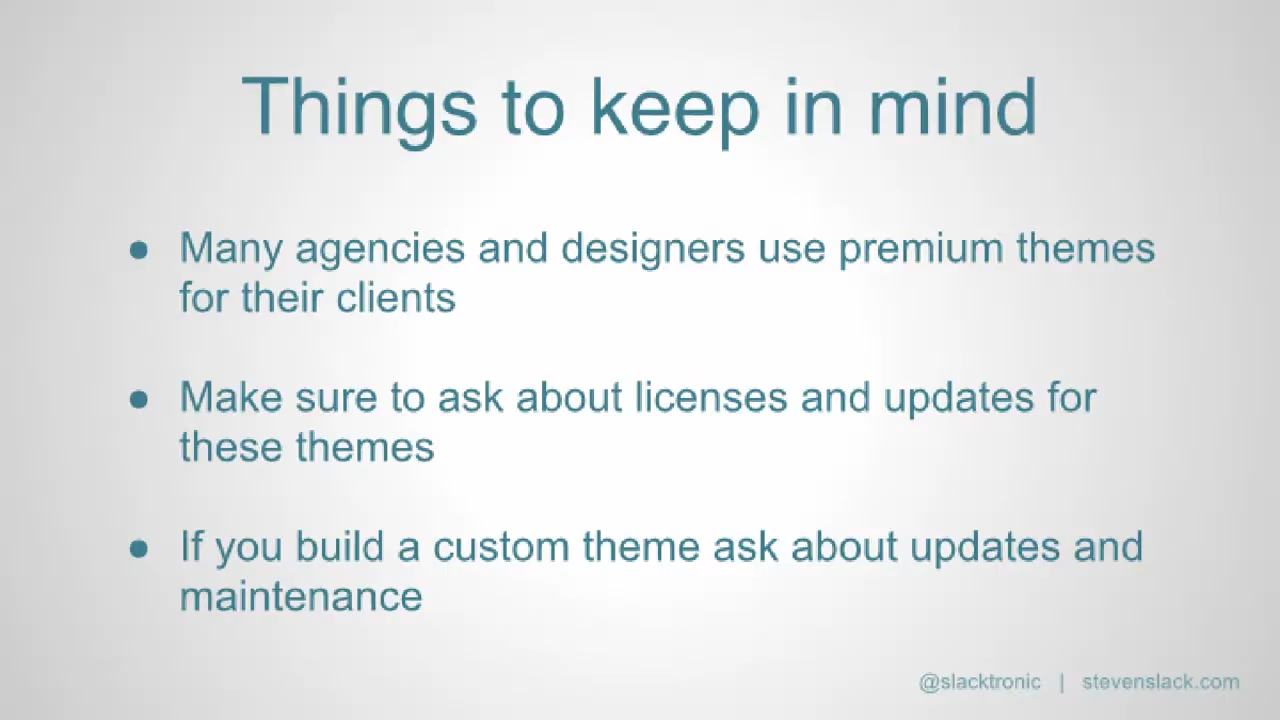 Things to keep in mind
● Many agencies and designers use premium themes
for their clients
● Make sure to ask about licenses and updates for
these themes
● If you build a custom theme ask about updates and
maintenance
@slacktronic | stevenslack.com